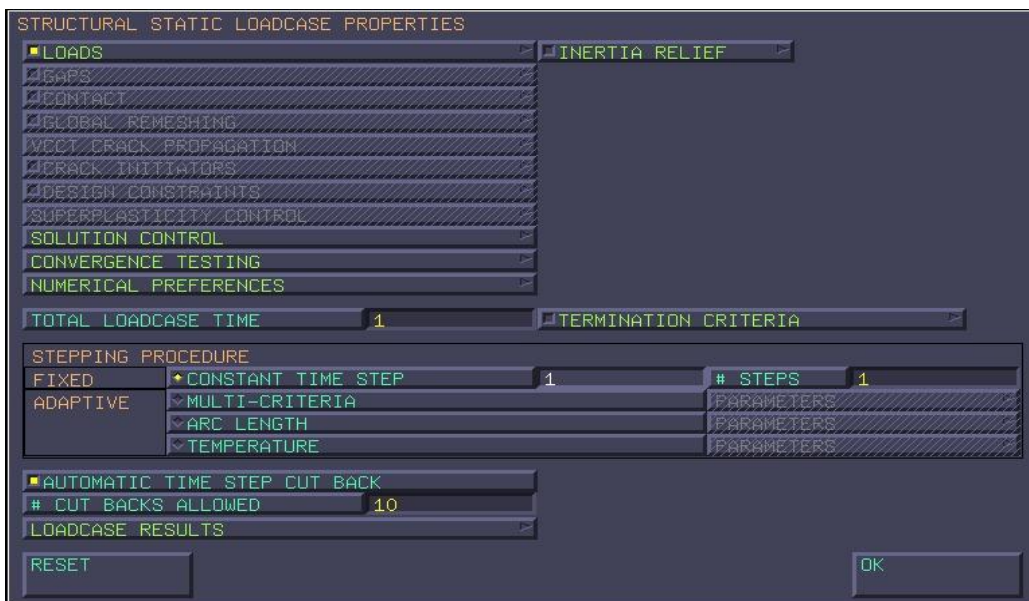 STRUCTURAL STATIC LOADCASE PROPERTIES
LOADS INERTIA RELIEF
GAPS
CONTACT
GLOBAL REMESHING
VCCT CRACK PROPAGATION
CRACK INITIATORS
DESIGN CONSTRAINTS
SUPERPLASTICITY CONTROL
SOLUTION CONTROL
CONVERGENCE TESTING
NUMERICAL PREFERENCES
TOTAL LOADCASE TIME 1 TERMINATION CRITERIA
STEPPING PROCEDURE
FIXED CONSTANT TIME STEP 1 # STEPS 1
ADAPTIVE MULTI-CRITERIA PARAMETERS
ARC LENGTH PARAMETERS
TEMPERATURE PARAMETERS
AUTOMATIC TIME STEP CUT BACK
# CUT BACKS ALLOWED 10
LOADCASE RESULTS
RESET OK